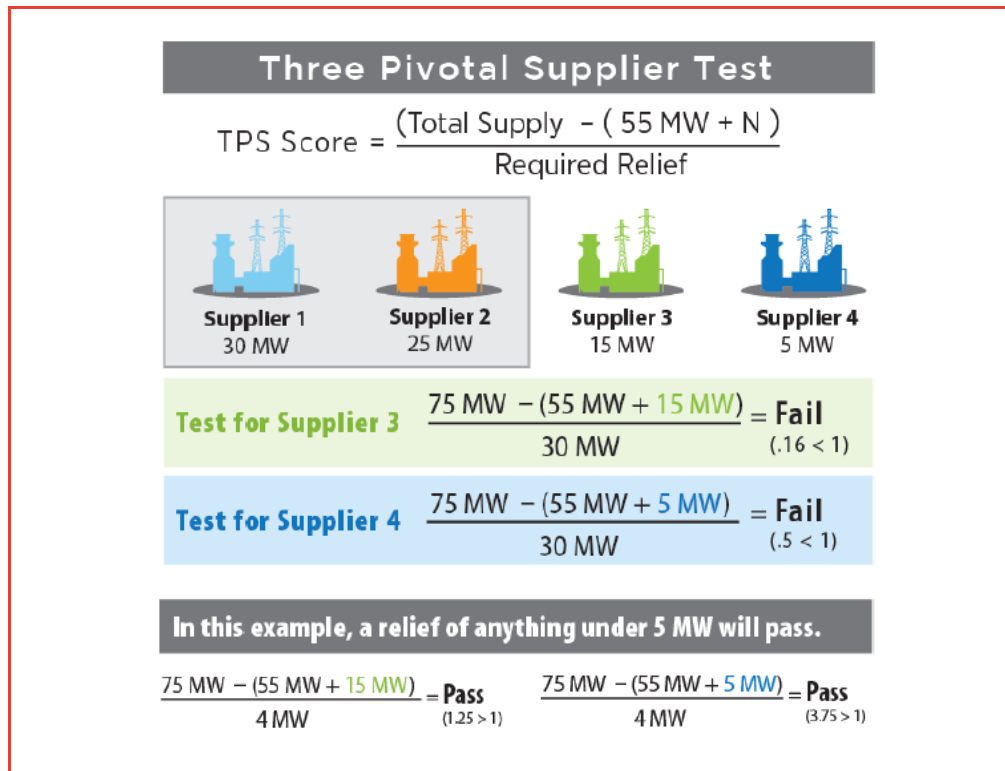 Three Pivotal Supplier Test
TPS Score = (Total Supply - ( 55 MW + N ) / Required Relief
Supplier 1
30 MW
Supplier 2
25 MW
Supplier 3
15 MW
Supplier 4
5 MW
Test for Supplier 3
75 MW - (55 MW + 15 MW)
30 MW
= Fail
(.16 < 1)
Test for Supplier 4
75 MW - (55 MW + 5 MW)
30 MW
= Fail
(.5 < 1)
In this example, a relief of anything under 5 MW will pass.
75 MW - (55 MW + 15 MW)
4 MW
= Pass
(1.25 > 1)
75 MW - (55 MW + 5 MW)
4 MW
= Pass
(3.75 > 1)